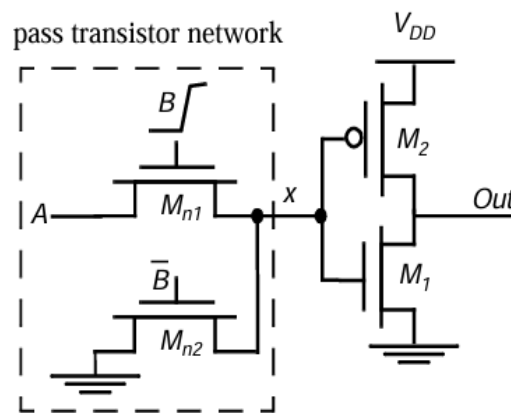 pass transistor network
V_DD
B
M_2
A
M_n1
x
Out
B̅
M_1
M_n2